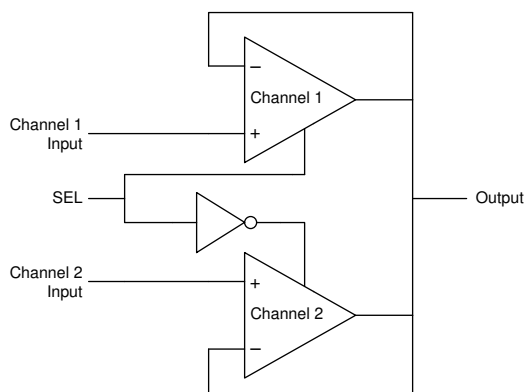 −
Channel 1
+
Channel 1
Input
SEL
Output
Channel 2
Input
+
Channel 2
−